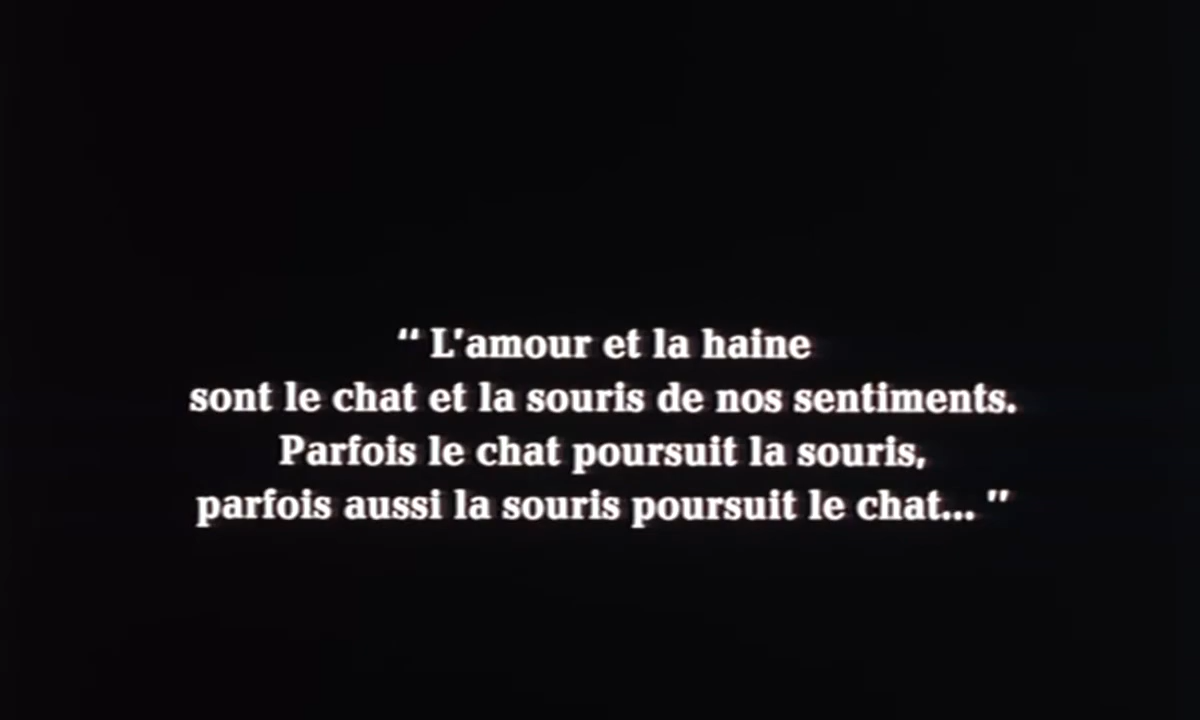 “ L'amour et la haine
sont le chat et la souris de nos sentiments.
Parfois le chat poursuit la souris,
parfois aussi la souris poursuit le chat... ”